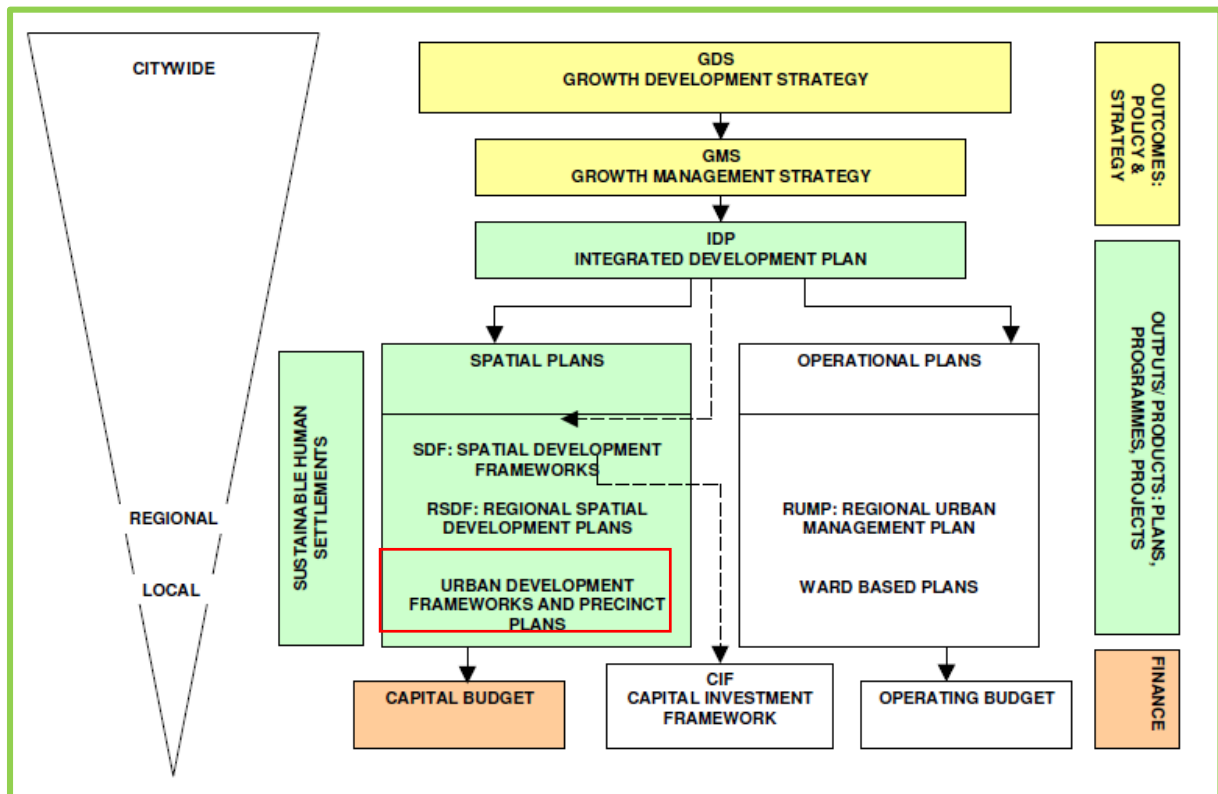 CITYWIDE
GDS
GROWTH DEVELOPMENT STRATEGY
OUTCOMES:
POLICY &
STRATEGY
GMS
GROWTH MANAGEMENT STRATEGY
IDP
INTEGRATED DEVELOPMENT PLAN
OUTPUTS/ PRODUCTS: PLANS,
PROGRAMMES, PROJECTS
SUSTAINABLE HUMAN
SETTLEMENTS
SPATIAL PLANS
SDF: SPATIAL DEVELOPMENT
FRAMEWORKS
RSDF: REGIONAL SPATIAL
DEVELOPMENT PLANS
URBAN DEVELOPMENT
FRAMEWORKS AND PRECINCT
PLANS
OPERATIONAL PLANS
RUMP: REGIONAL URBAN
MANAGEMENT PLAN
WARD BASED PLANS
REGIONAL
LOCAL
CAPITAL BUDGET
CIF
CAPITAL INVESTMENT
FRAMEWORK
OPERATING BUDGET
FINANCE